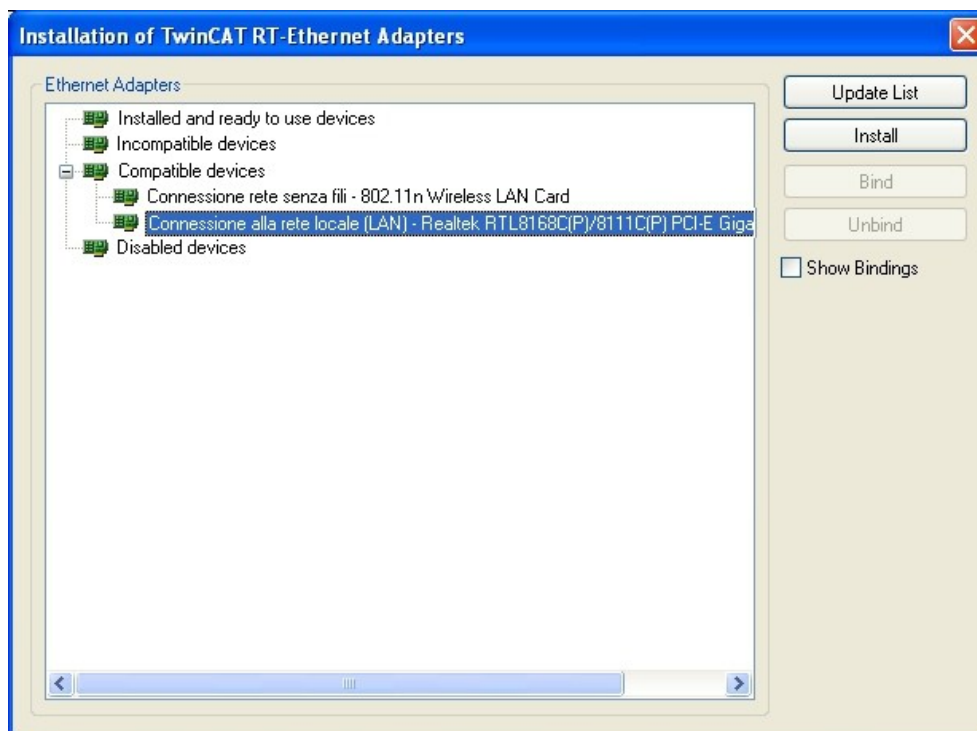 Installation of TwinCAT RT-Ethernet Adapters
Ethernet Adapters
Installed and ready to use devices
Incompatible devices
Compatible devices
Connessione rete senza fili - 802.11n Wireless LAN Card
Connessione alla rete locale (LAN) - Realtek RTL8168C(P)/8111C(P) PCI-E Giga
Disabled devices
Update List
Install
Bind
Unbind
Show Bindings